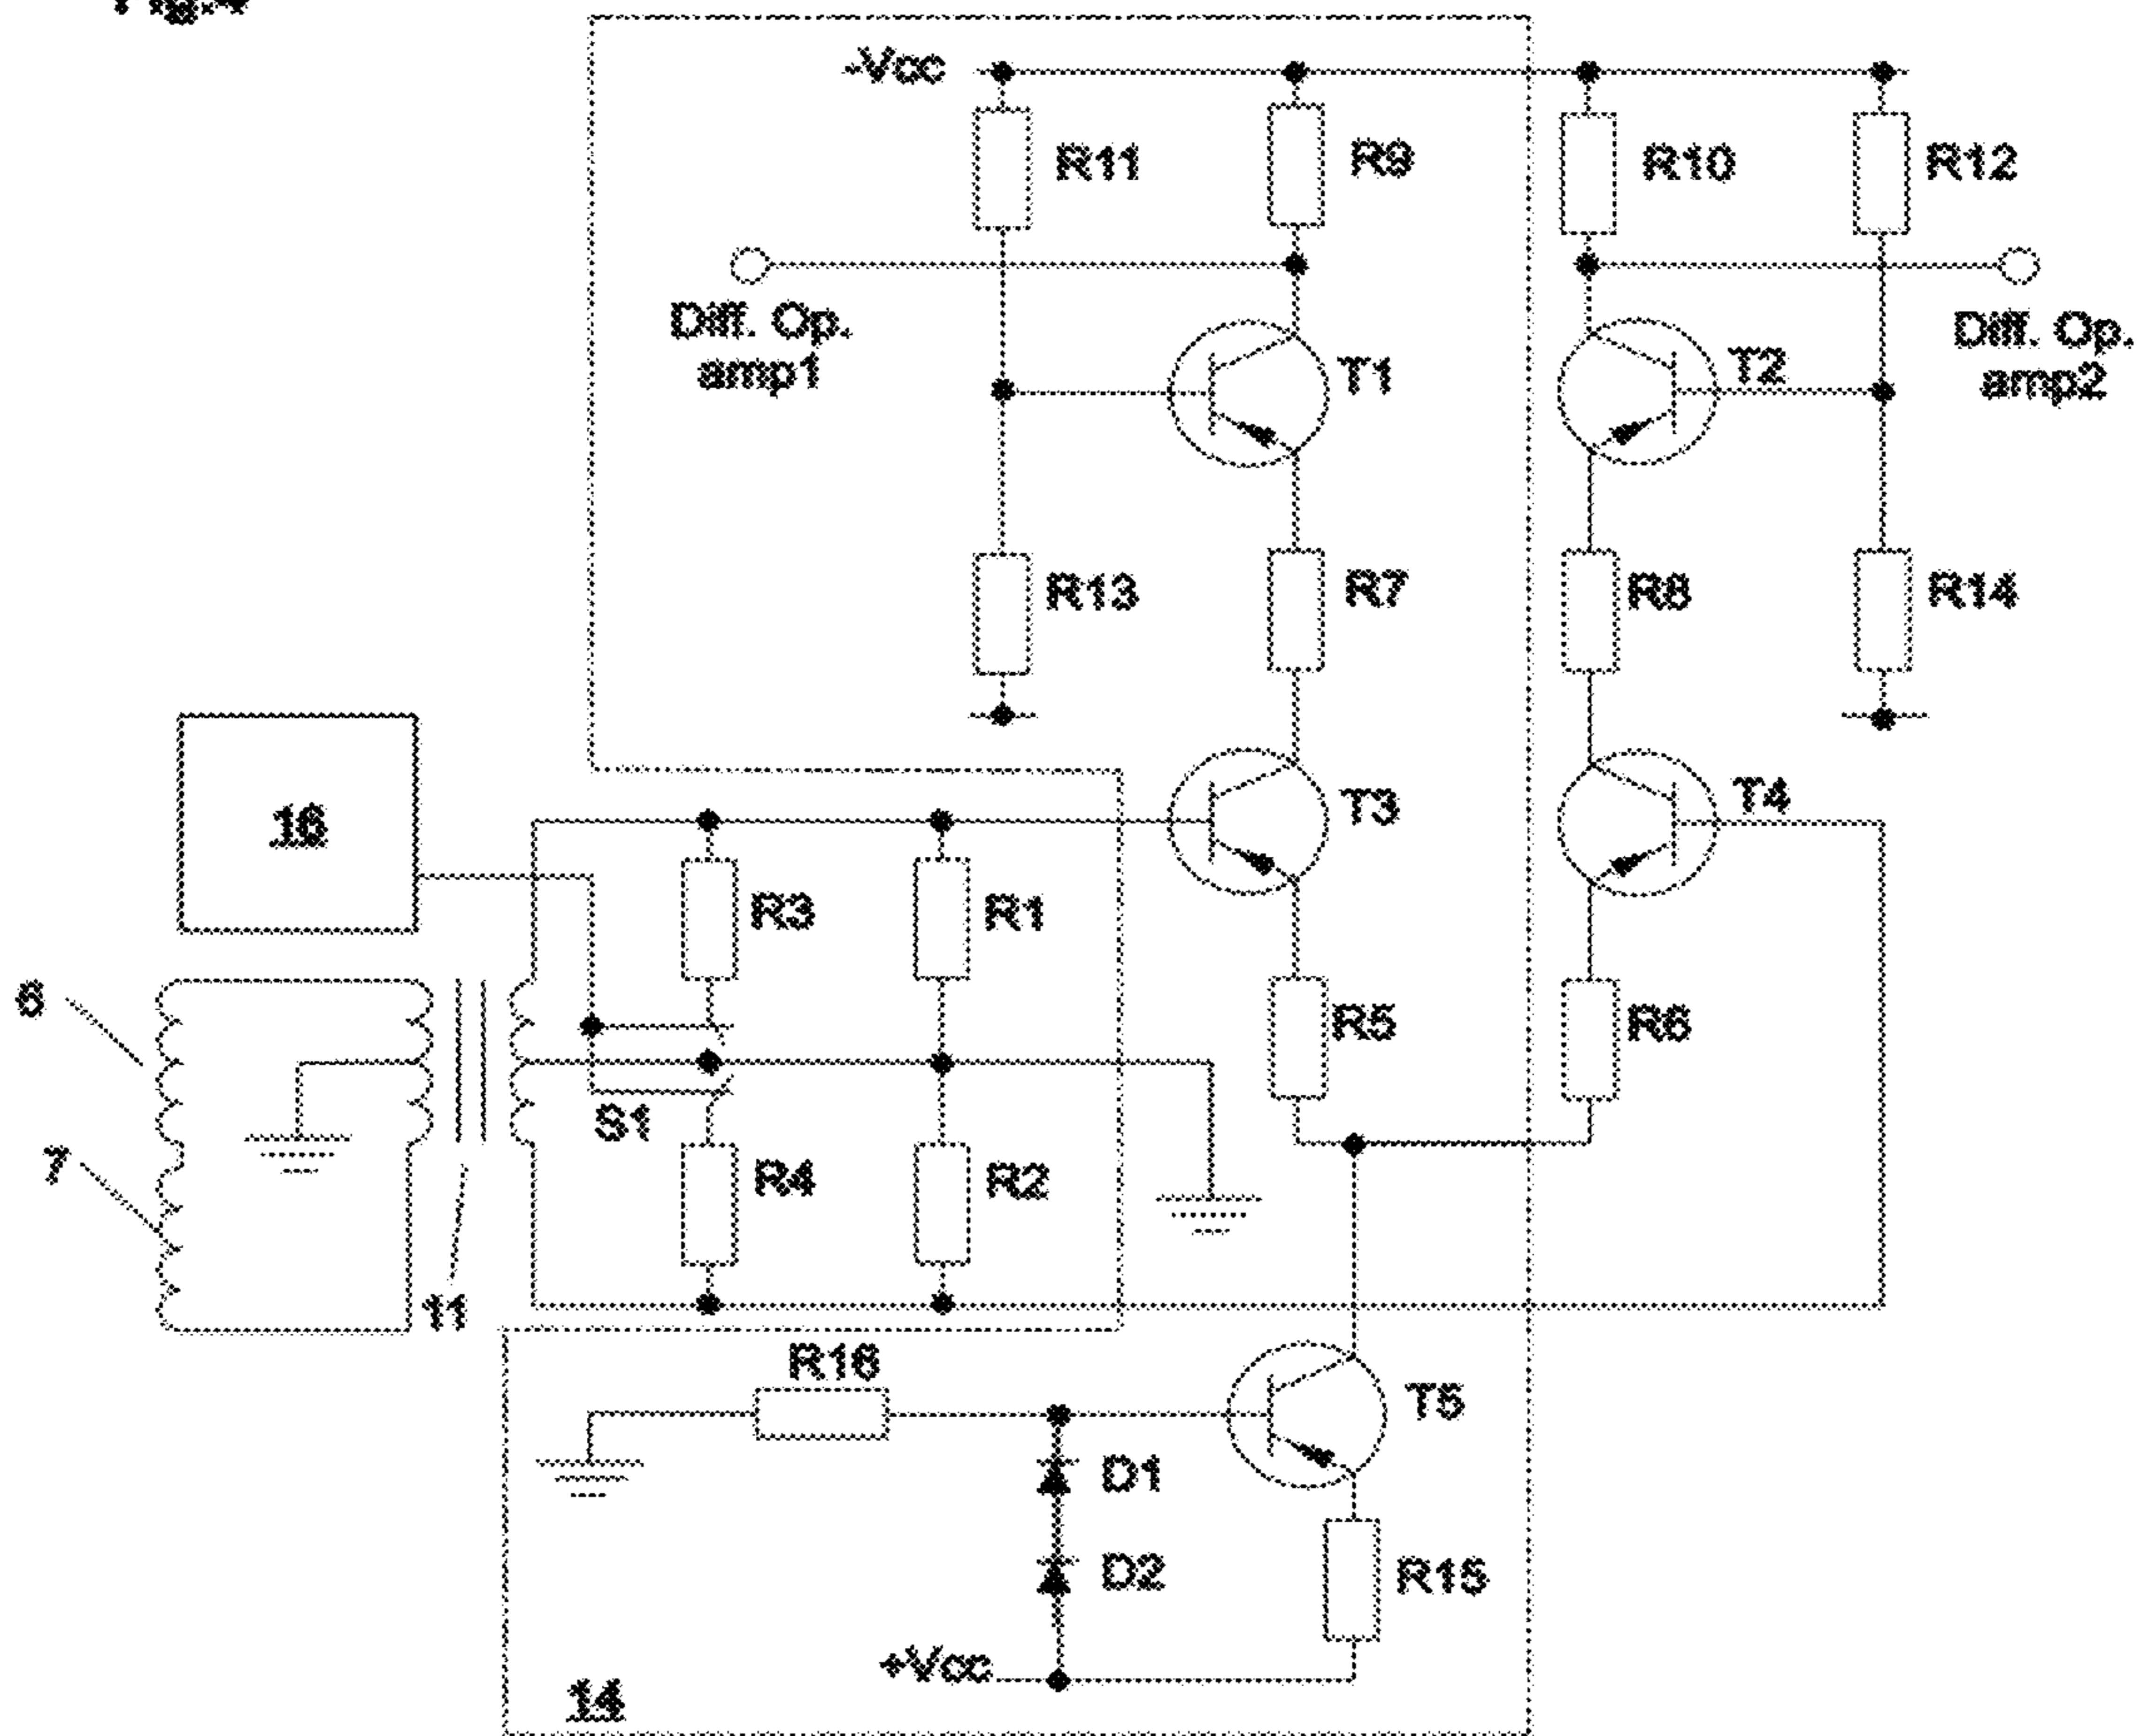 -Vcc
R11
R9
R10
R12
Diff. Op.
amp1
T1
T2
Diff. Op.
amp2
R13
R7
R8
R14
16
T3
T4
R3
R1
6
R5
R6
S1
7
R4
R2
11
R16
T5
D1
D2
R15
+Vcc
14